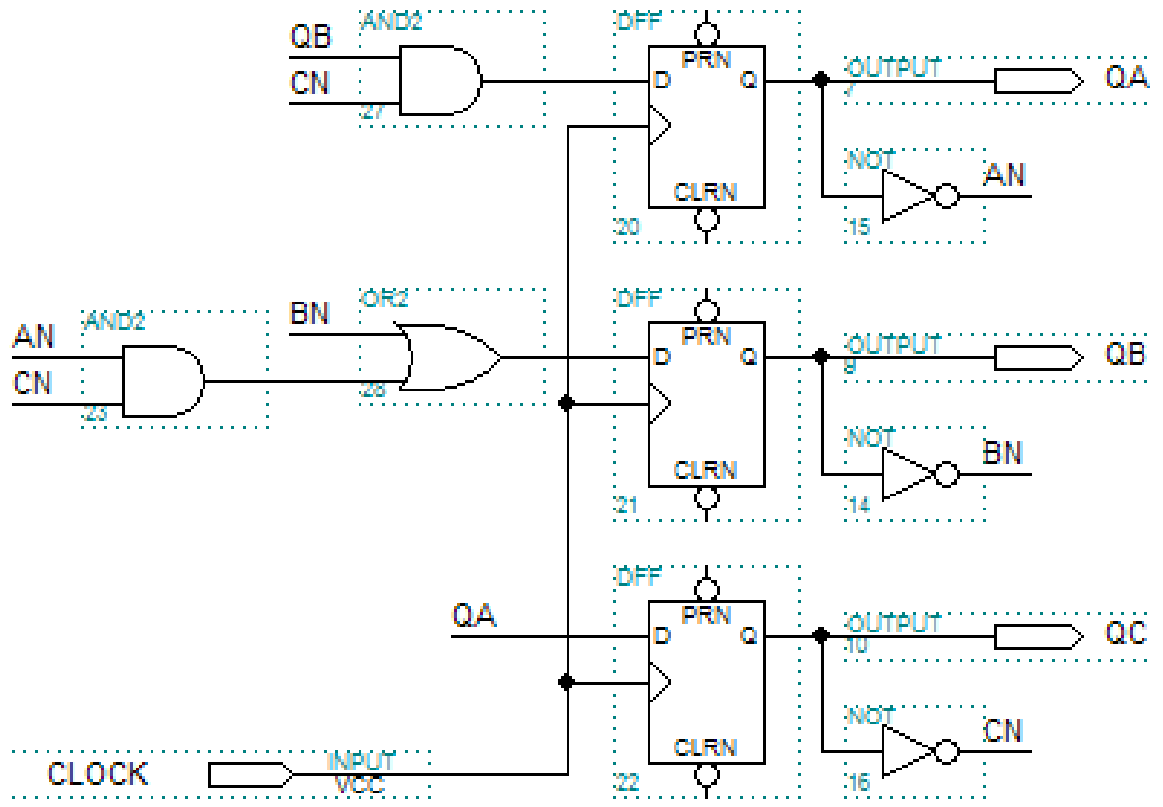 AND2
DFF
QB
PRN
OUTPUT
CN
D
Q
7
QA
27
NOT
AN
CLRN
20
15
BN
OR2
DFF
AN
AND2
PRN
OUTPUT
D
Q
9
QB
CN
28
23
NOT
BN
CLRN
21
14
DFF
QA
PRN
OUTPUT
D
Q
10
QC
NOT
CN
CLOCK
INPUT
VCC
CLRN
22
16